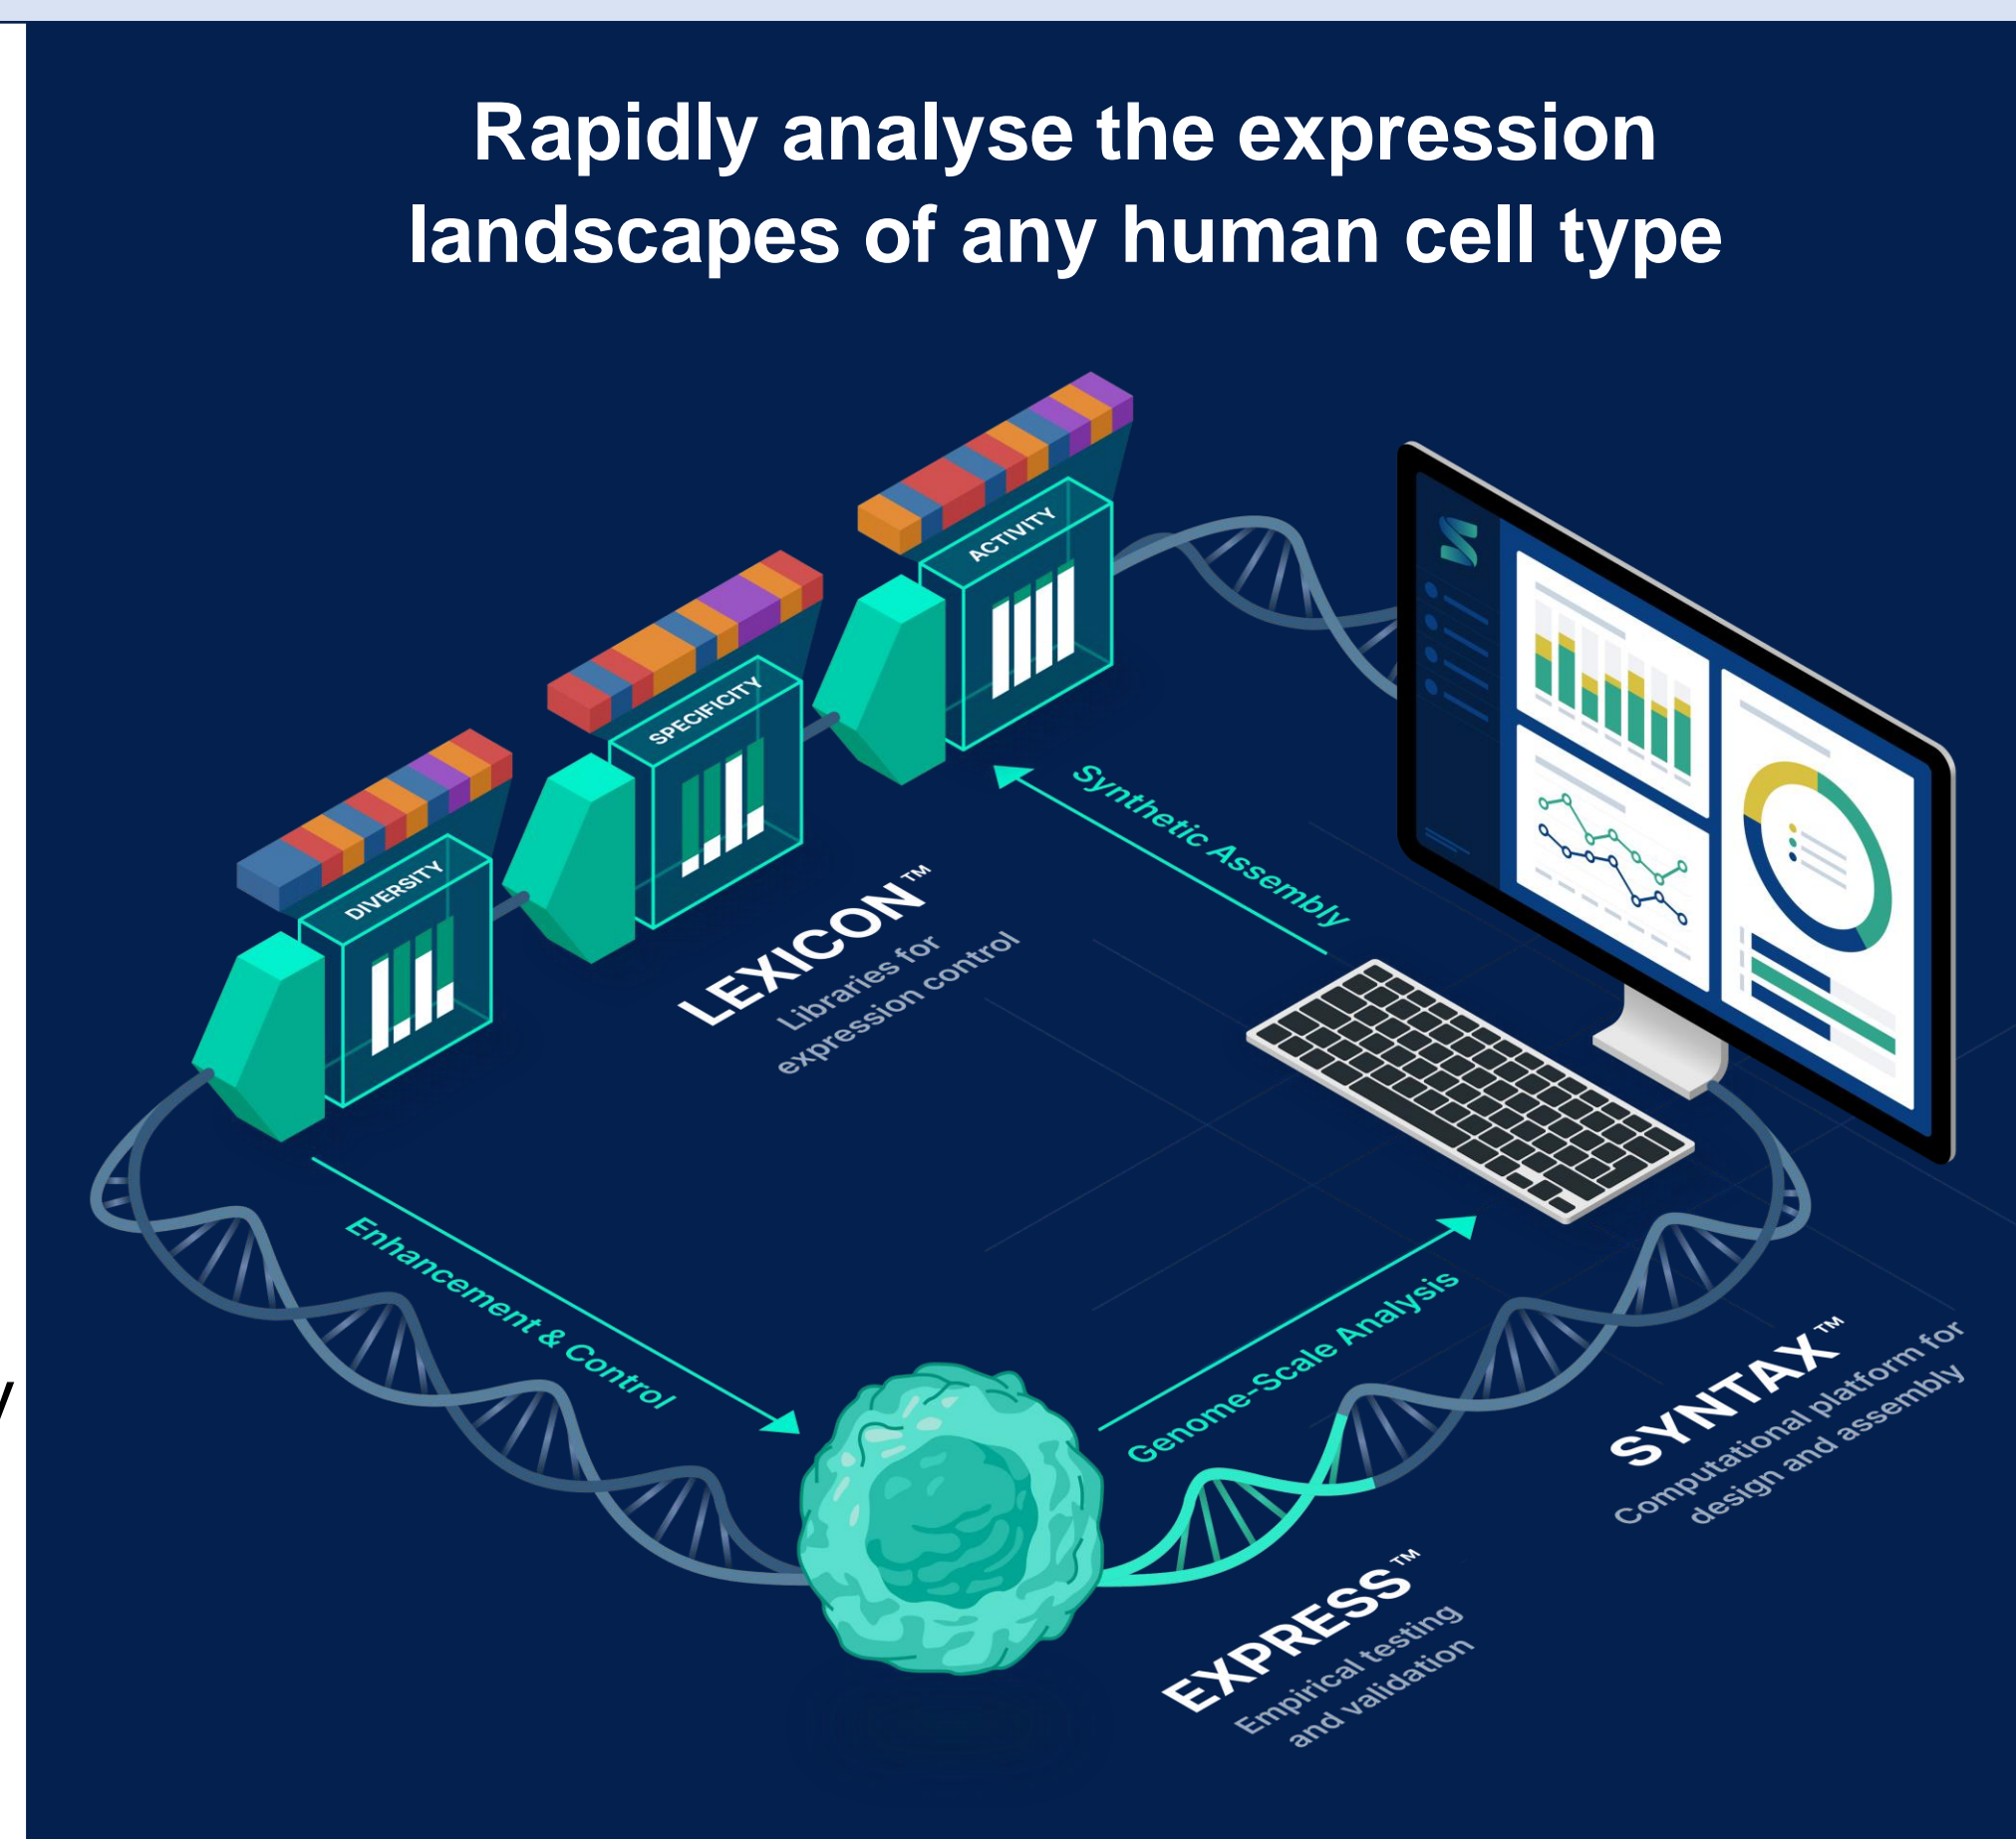 Rapidly analyse the expression
landscapes of any human cell type
ACTIVITY
SPECIFICITY
DIVERSITY
Synthetic Assembly
LEXICON™
Libraries for
expression control
Enhancement & Control
Genome-Scale Analysis
SYNTAX™
Computational platform for
design and assembly
EXPRESS™
Empirical testing
and validation